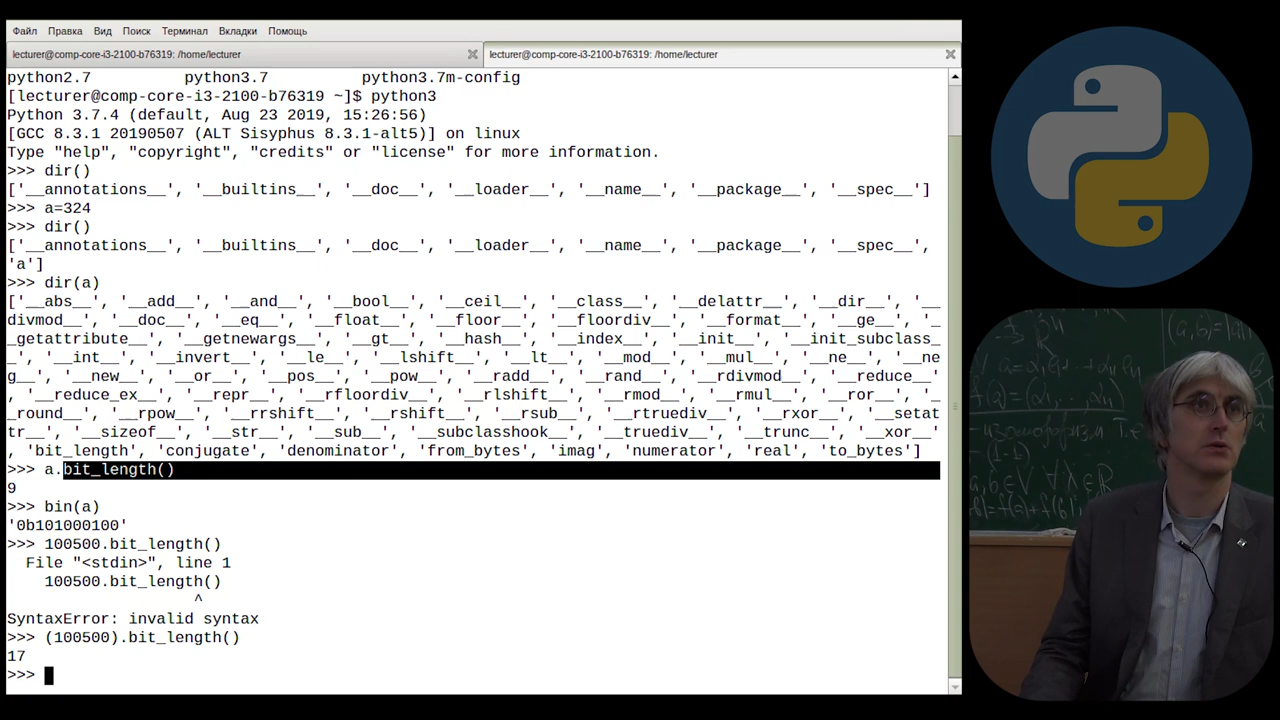 Файл Правка Вид Поиск Терминал Вкладки Помощь
lecturer@comp-core-i3-2100-b76319: /home/lecturer lecturer@comp-core-i3-2100-b76319: /home/lecturer
python2.7 python3.7 python3.7m-config
[lecturer@comp-core-i3-2100-b76319 ~]$ python3
Python 3.7.4 (default, Aug 23 2019, 15:26:56)
[GCC 8.3.1 20190507 (ALT Sisyphus 8.3.1-alt5)] on linux
Type "help", "copyright", "credits" or "license" for more information.
>>> dir()
['__annotations__', '__builtins__', '__doc__', '__loader__', '__name__', '__package__', '__spec__']
>>> a=324
>>> dir()
['__annotations__', '__builtins__', '__doc__', '__loader__', '__name__', '__package__', '__spec__',
'a']
>>> dir(a)
['__abs__', '__add__', '__and__', '__bool__', '__ceil__', '__class__', '__delattr__', '__dir__', '__
divmod__', '__doc__', '__eq__', '__float__', '__floor__', '__floordiv__', '__format__', '__ge__', '_
_getattribute__', '__getnewargs__', '__gt__', '__hash__', '__index__', '__init__', '__init_subclass_
_', '__int__', '__invert__', '__le__', '__lshift__', '__lt__', '__mod__', '__mul__', '__ne__', '__ne
g__', '__new__', '__or__', '__pos__', '__pow__', '__radd__', '__rand__', '__rdivmod__', '__reduce__'
, '__reduce_ex__', '__repr__', '__rfloordiv__', '__rlshift__', '__rmod__', '__rmul__', '__ror__', '_
_round__', '__rpow__', '__rrshift__', '__rshift__', '__rsub__', '__rtruediv__', '__rxor__', '__setat
tr__', '__sizeof__', '__str__', '__sub__', '__subclasshook__', '__truediv__', '__trunc__', '__xor__'
, 'bit_length', 'conjugate', 'denominator', 'from_bytes', 'imag', 'numerator', 'real', 'to_bytes']
>>> a.bit_length()
9
>>> bin(a)
'0b101000100'
>>> 100500.bit_length()
File "<stdin>", line 1
100500.bit_length()
^
SyntaxError: invalid syntax
>>> (100500).bit_length()
17
>>>